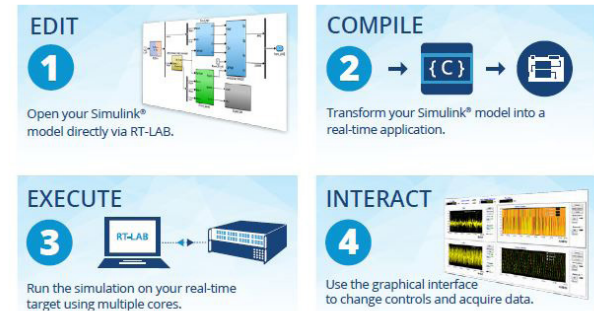 EDIT
1
Open your Simulink®
model directly via RT-LAB.
COMPILE
2
{C}
Transform your Simulink® model into a
real-time application.
EXECUTE
3
RT-LAB
Run the simulation on your real-time
target using multiple cores.
INTERACT
4
Use the graphical interface
to change controls and acquire data.